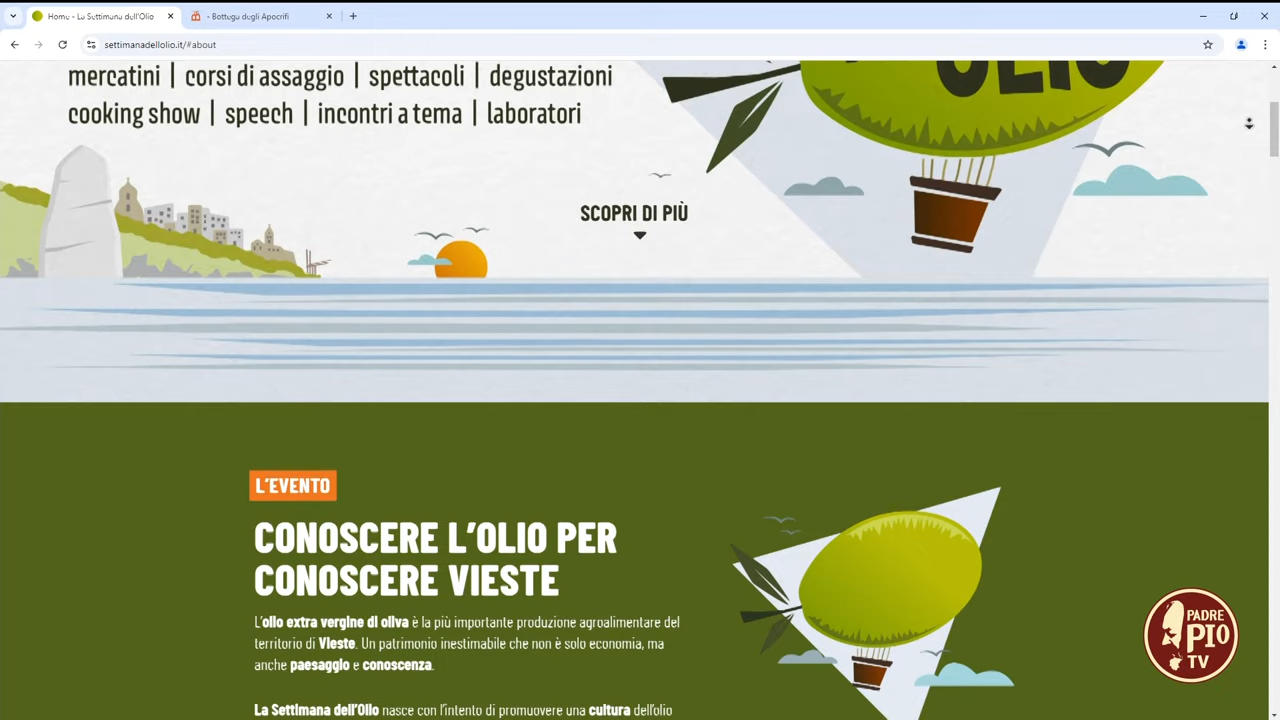 Home - La Settimana dell'Olio
- Bottega degli Apocrifi
settimanadellolio.it/#about
mercatini | corsi di assaggio | spettacoli | degustazioni
cooking show | speech | incontri a tema | laboratori
OLIO
SCOPRI DI PIÙ
L'EVENTO
CONOSCERE L'OLIO PER
CONOSCERE VIESTE
L'olio extra vergine di oliva è la più importante produzione agroalimentare del
territorio di Vieste. Un patrimonio inestimabile che non è solo economia, ma
anche paesaggio e conoscenza.
La Settimana dell'Olio nasce con l'intento di promuovere una cultura dell'olio
PADRE
PIO
TV